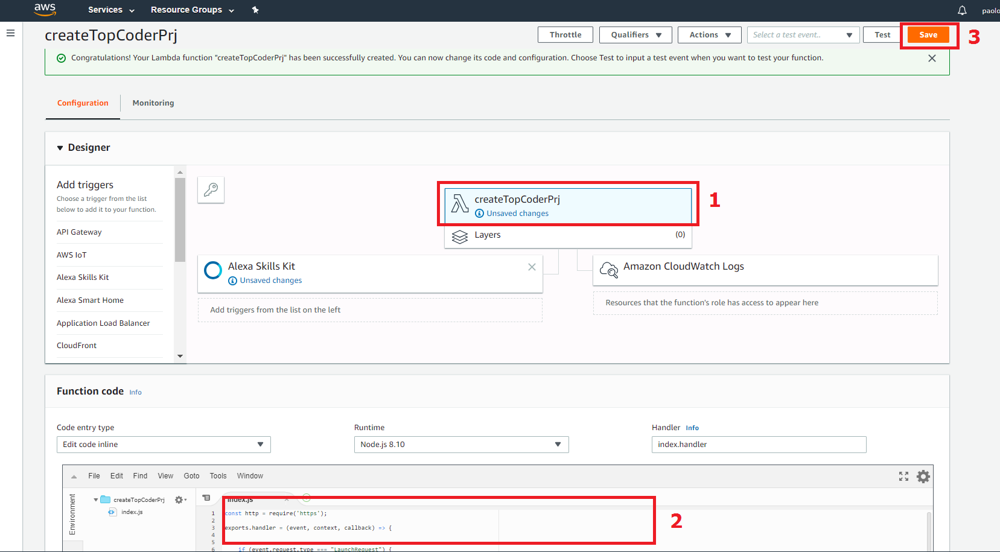 aws Services Resource Groups paolo
createTopCoderPrj Throttle Qualifiers Actions Select a test event.. Test Save 3
Congratulations! Your Lambda function "createTopCoderPrj" has been successfully created. You can now change its code and configuration. Choose Test to input a test event when you want to test your function.
Configuration Monitoring
Designer
Add triggers
Choose a trigger from the list
below to add it to your function.
API Gateway
AWS IoT
Alexa Skills Kit
Alexa Smart Home
Application Load Balancer
CloudFront
createTopCoderPrj
Unsaved changes
1
Layers (0)
Alexa Skills Kit
Unsaved changes
Add triggers from the list on the left
Amazon CloudWatch Logs
Resources that the function's role has access to appear here
Function code Info
Code entry type
Edit code inline
Runtime
Node.js 8.10
Handler Info
index.handler
File Edit Find View Goto Tools Window
Environment
createTopCoderPrj
index.js
index.js
1 const http = require('https');
2
3 exports.handler = (event, context, callback) => {
4
5
6 if (event.request.type === "LaunchRequest") {
2